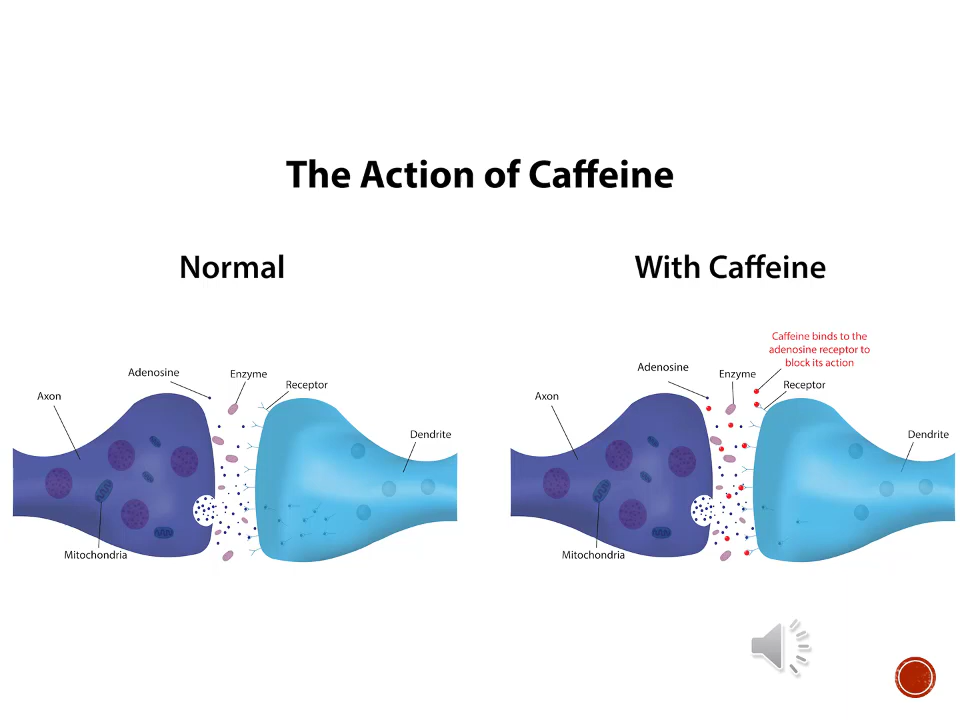 The Action of Caffeine
Normal
With Caffeine
Adenosine
Enzyme
Receptor
Axon
Dendrite
Mitochondria
Caffeine binds to the
adenosine receptor to
block its action
Adenosine
Enzyme
Receptor
Axon
Dendrite
Mitochondria